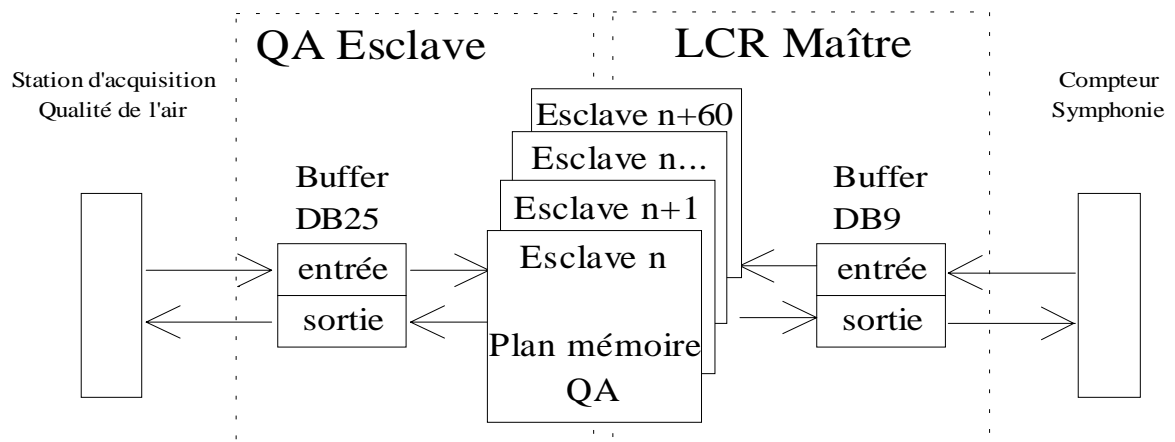 QA Esclave
LCR Maître
Station d'acquisition
Qualité de l'air
Compteur
Symphonie
Esclave n+60
Esclave n...
Esclave n+1
Esclave n
Plan mémoire
QA
Buffer
DB25
entrée
sortie
Buffer
DB9
entrée
sortie